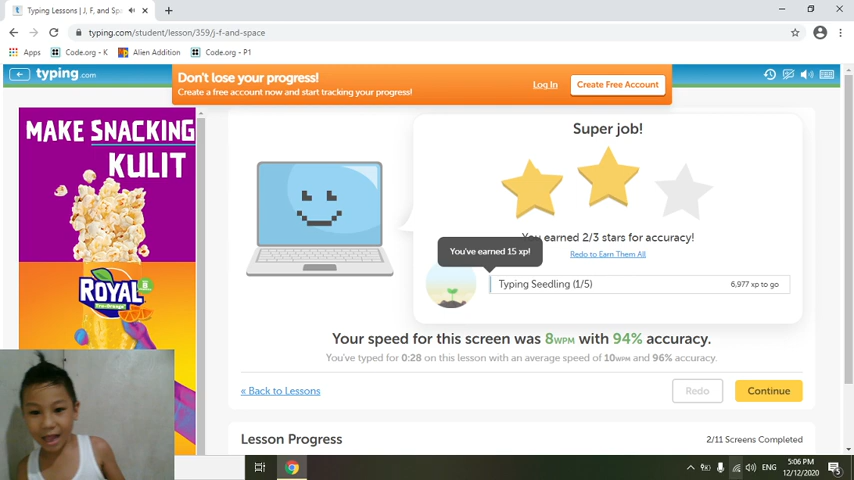 Typing Lessons | J, F, and Spa
typing.com/student/lesson/359/j-f-and-space
Apps Code.org - K Alien Addition Code.org - P1
typing.com
Don't lose your progress!
Create a free account now and start tracking your progress!
Log In
Create Free Account
MAKE SNACKING
KULIT
ROYAL
Tru-Orange
Super job!
You earned 2/3 stars for accuracy!
You've earned 15 xp!
Redo to Earn Them All
Typing Seedling (1/5)
6,977 xp to go
Your speed for this screen was 8WPM with 94% accuracy.
You've typed for 0:28 on this lesson with an average speed of 10WPM and 96% accuracy.
« Back to Lessons
Redo
Continue
Lesson Progress
2/11 Screens Completed
ENG
5:06 PM
12/12/2020
5